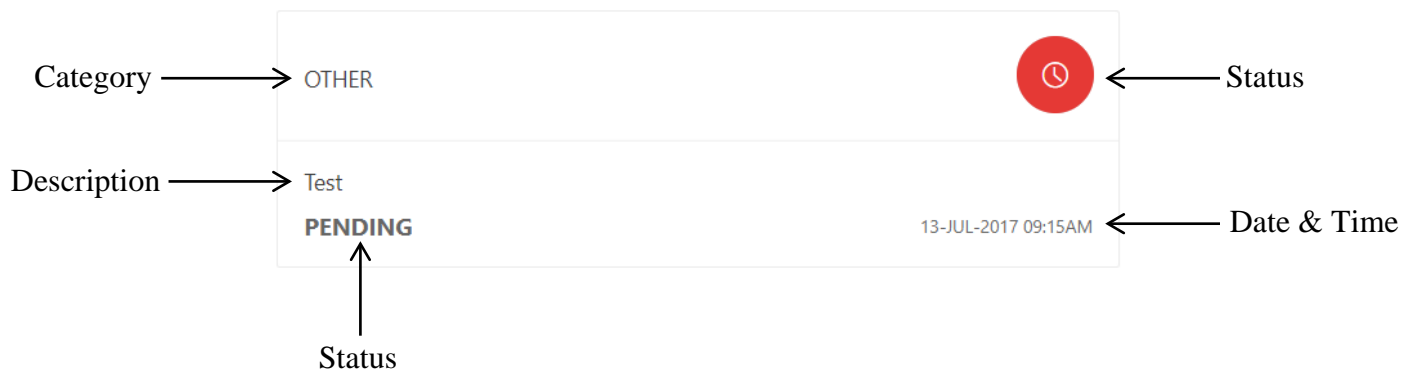 Category
OTHER
Status
Description
Test
PENDING
13-JUL-2017 09:15AM
Date & Time
Status